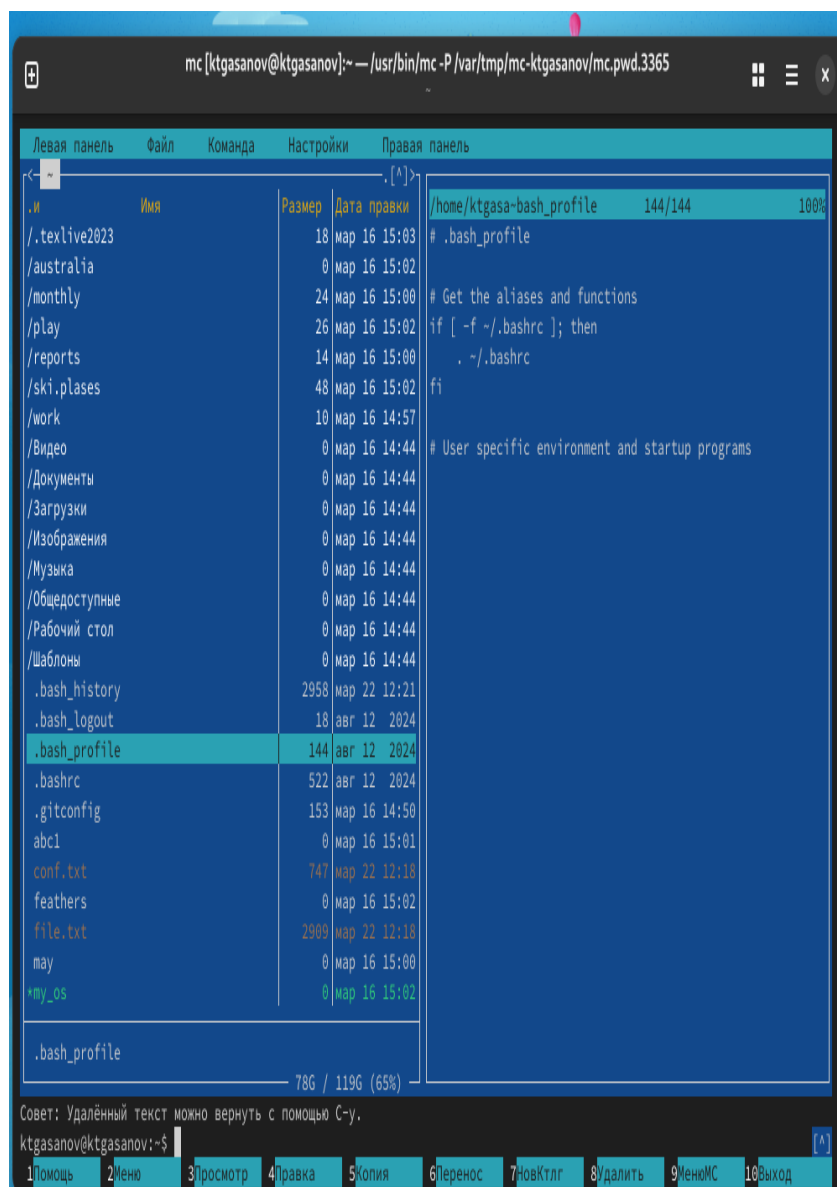 mc [ktgasanov@ktgasanov]:~ — /usr/bin/mc -P /var/tmp/mc-ktgasanov/mc.pwd.3365
~
Левая панель Файл Команда Настройки Правая панель
<- ~ .[^]>
.и Имя Размер Дата правки
/.texlive2023 18 мар 16 15:03
/australia 0 мар 16 15:02
/monthly 24 мар 16 15:00
/play 26 мар 16 15:02
/reports 14 мар 16 15:00
/ski.plases 48 мар 16 15:02
/work 10 мар 16 14:57
/Видео 0 мар 16 14:44
/Документы 0 мар 16 14:44
/Загрузки 0 мар 16 14:44
/Изображения 0 мар 16 14:44
/Музыка 0 мар 16 14:44
/Общедоступные 0 мар 16 14:44
/Рабочий стол 0 мар 16 14:44
/Шаблоны 0 мар 16 14:44
.bash_history 2958 мар 22 12:21
.bash_logout 18 авг 12 2024
.bash_profile 144 авг 12 2024
.bashrc 522 авг 12 2024
.gitconfig 153 мар 16 14:50
abc1 0 мар 16 15:01
conf.txt 747 мар 22 12:18
feathers 0 мар 16 15:02
file.txt 2909 мар 22 12:18
may 0 мар 16 15:00
*my_os 0 мар 16 15:02
.bash_profile
78G / 119G (65%)
/home/ktgasa~bash_profile 144/144 100%
# .bash_profile
# Get the aliases and functions
if [ -f ~/.bashrc ]; then
. ~/.bashrc
fi
# User specific environment and startup programs
Совет: Удалённый текст можно вернуть с помощью C-y.
ktgasanov@ktgasanov:~$ [^]
1Помощь 2Меню 3Просмотр 4Правка 5Копия 6Перенос 7НовКтлг 8Удалить 9МенюMC 10Выход